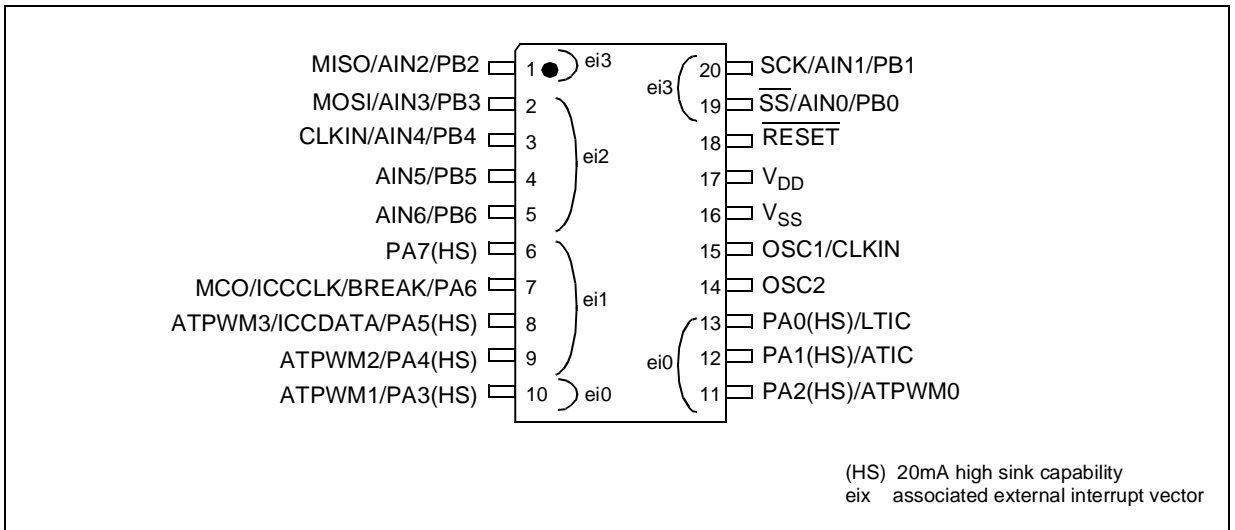 MISO/AIN2/PB2 1 ei3
MOSI/AIN3/PB3 2
CLKIN/AIN4/PB4 3
ei2
AIN5/PB5 4
AIN6/PB6 5
PA7(HS) 6
MCO/ICCCLK/BREAK/PA6 7
ei1
ATPWM3/ICCDATA/PA5(HS) 8
ATPWM2/PA4(HS) 9
ATPWM1/PA3(HS) 10 ei0
20 SCK/AIN1/PB1
ei3
19 SS/AIN0/PB0
18 RESET
17 VDD
16 VSS
15 OSC1/CLKIN
14 OSC2
13 PA0(HS)/LTIC
ei0 12 PA1(HS)/ATIC
11 PA2(HS)/ATPWM0
(HS) 20mA high sink capability
eix associated external interrupt vector